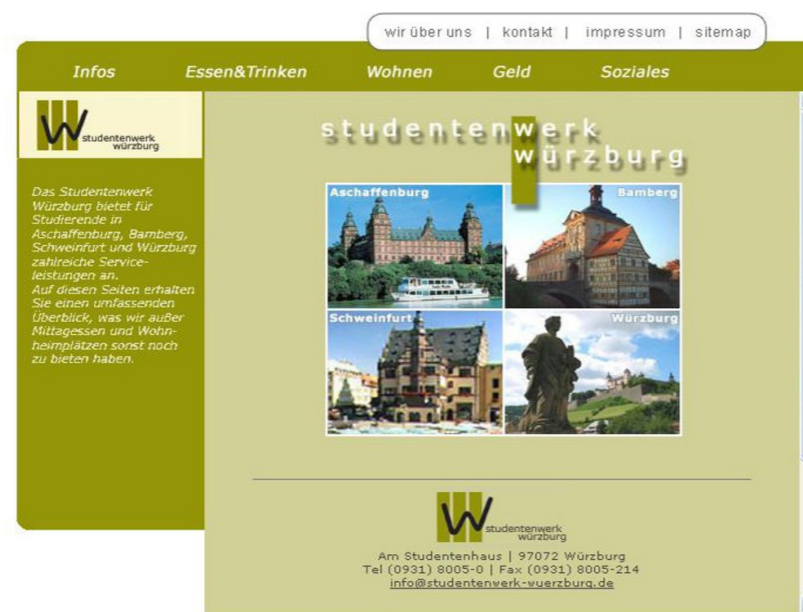 wir über uns | kontakt | impressum | sitemap
Infos Essen&Trinken Wohnen Geld Soziales
studentenwerk
würzburg
Das Studentenwerk
Würzburg bietet für
Studierende in
Aschaffenburg, Bamberg,
Schweinfurt und Würzburg
zahlreiche Service-
leistungen an.
Auf diesen Seiten erhalten
Sie einen umfassenden
Überblick, was wir außer
Mittagessen und Wohn-
heimplätzen sonst noch
zu bieten haben.
studentenwerk
würzburg
Aschaffenburg
Bamberg
Schweinfurt
Würzburg
studentenwerk
würzburg
Am Studentenhaus | 97072 Würzburg
Tel (0931) 8005-0 | Fax (0931) 8005-214
info@studentenwerk-wuerzburg.de